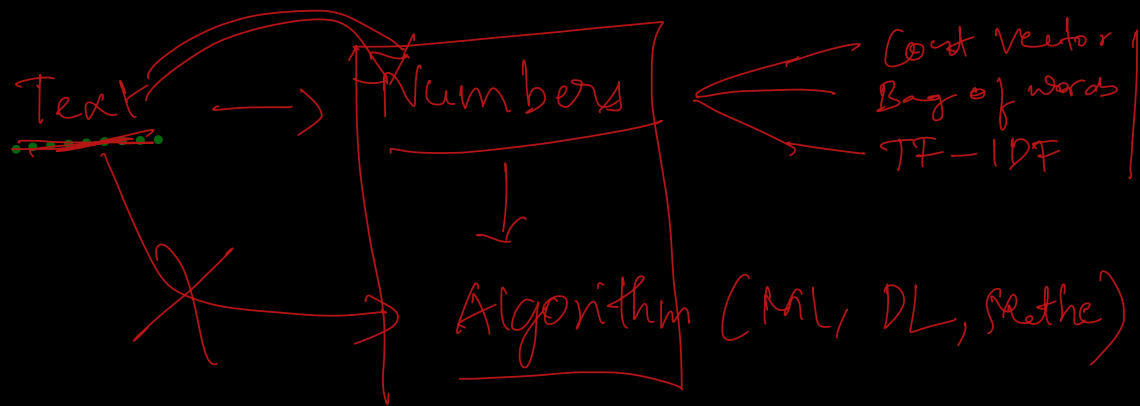 Text
Numbers
Count Vector
Bag of words
TF-IDF
Algorithm (ML, DL,